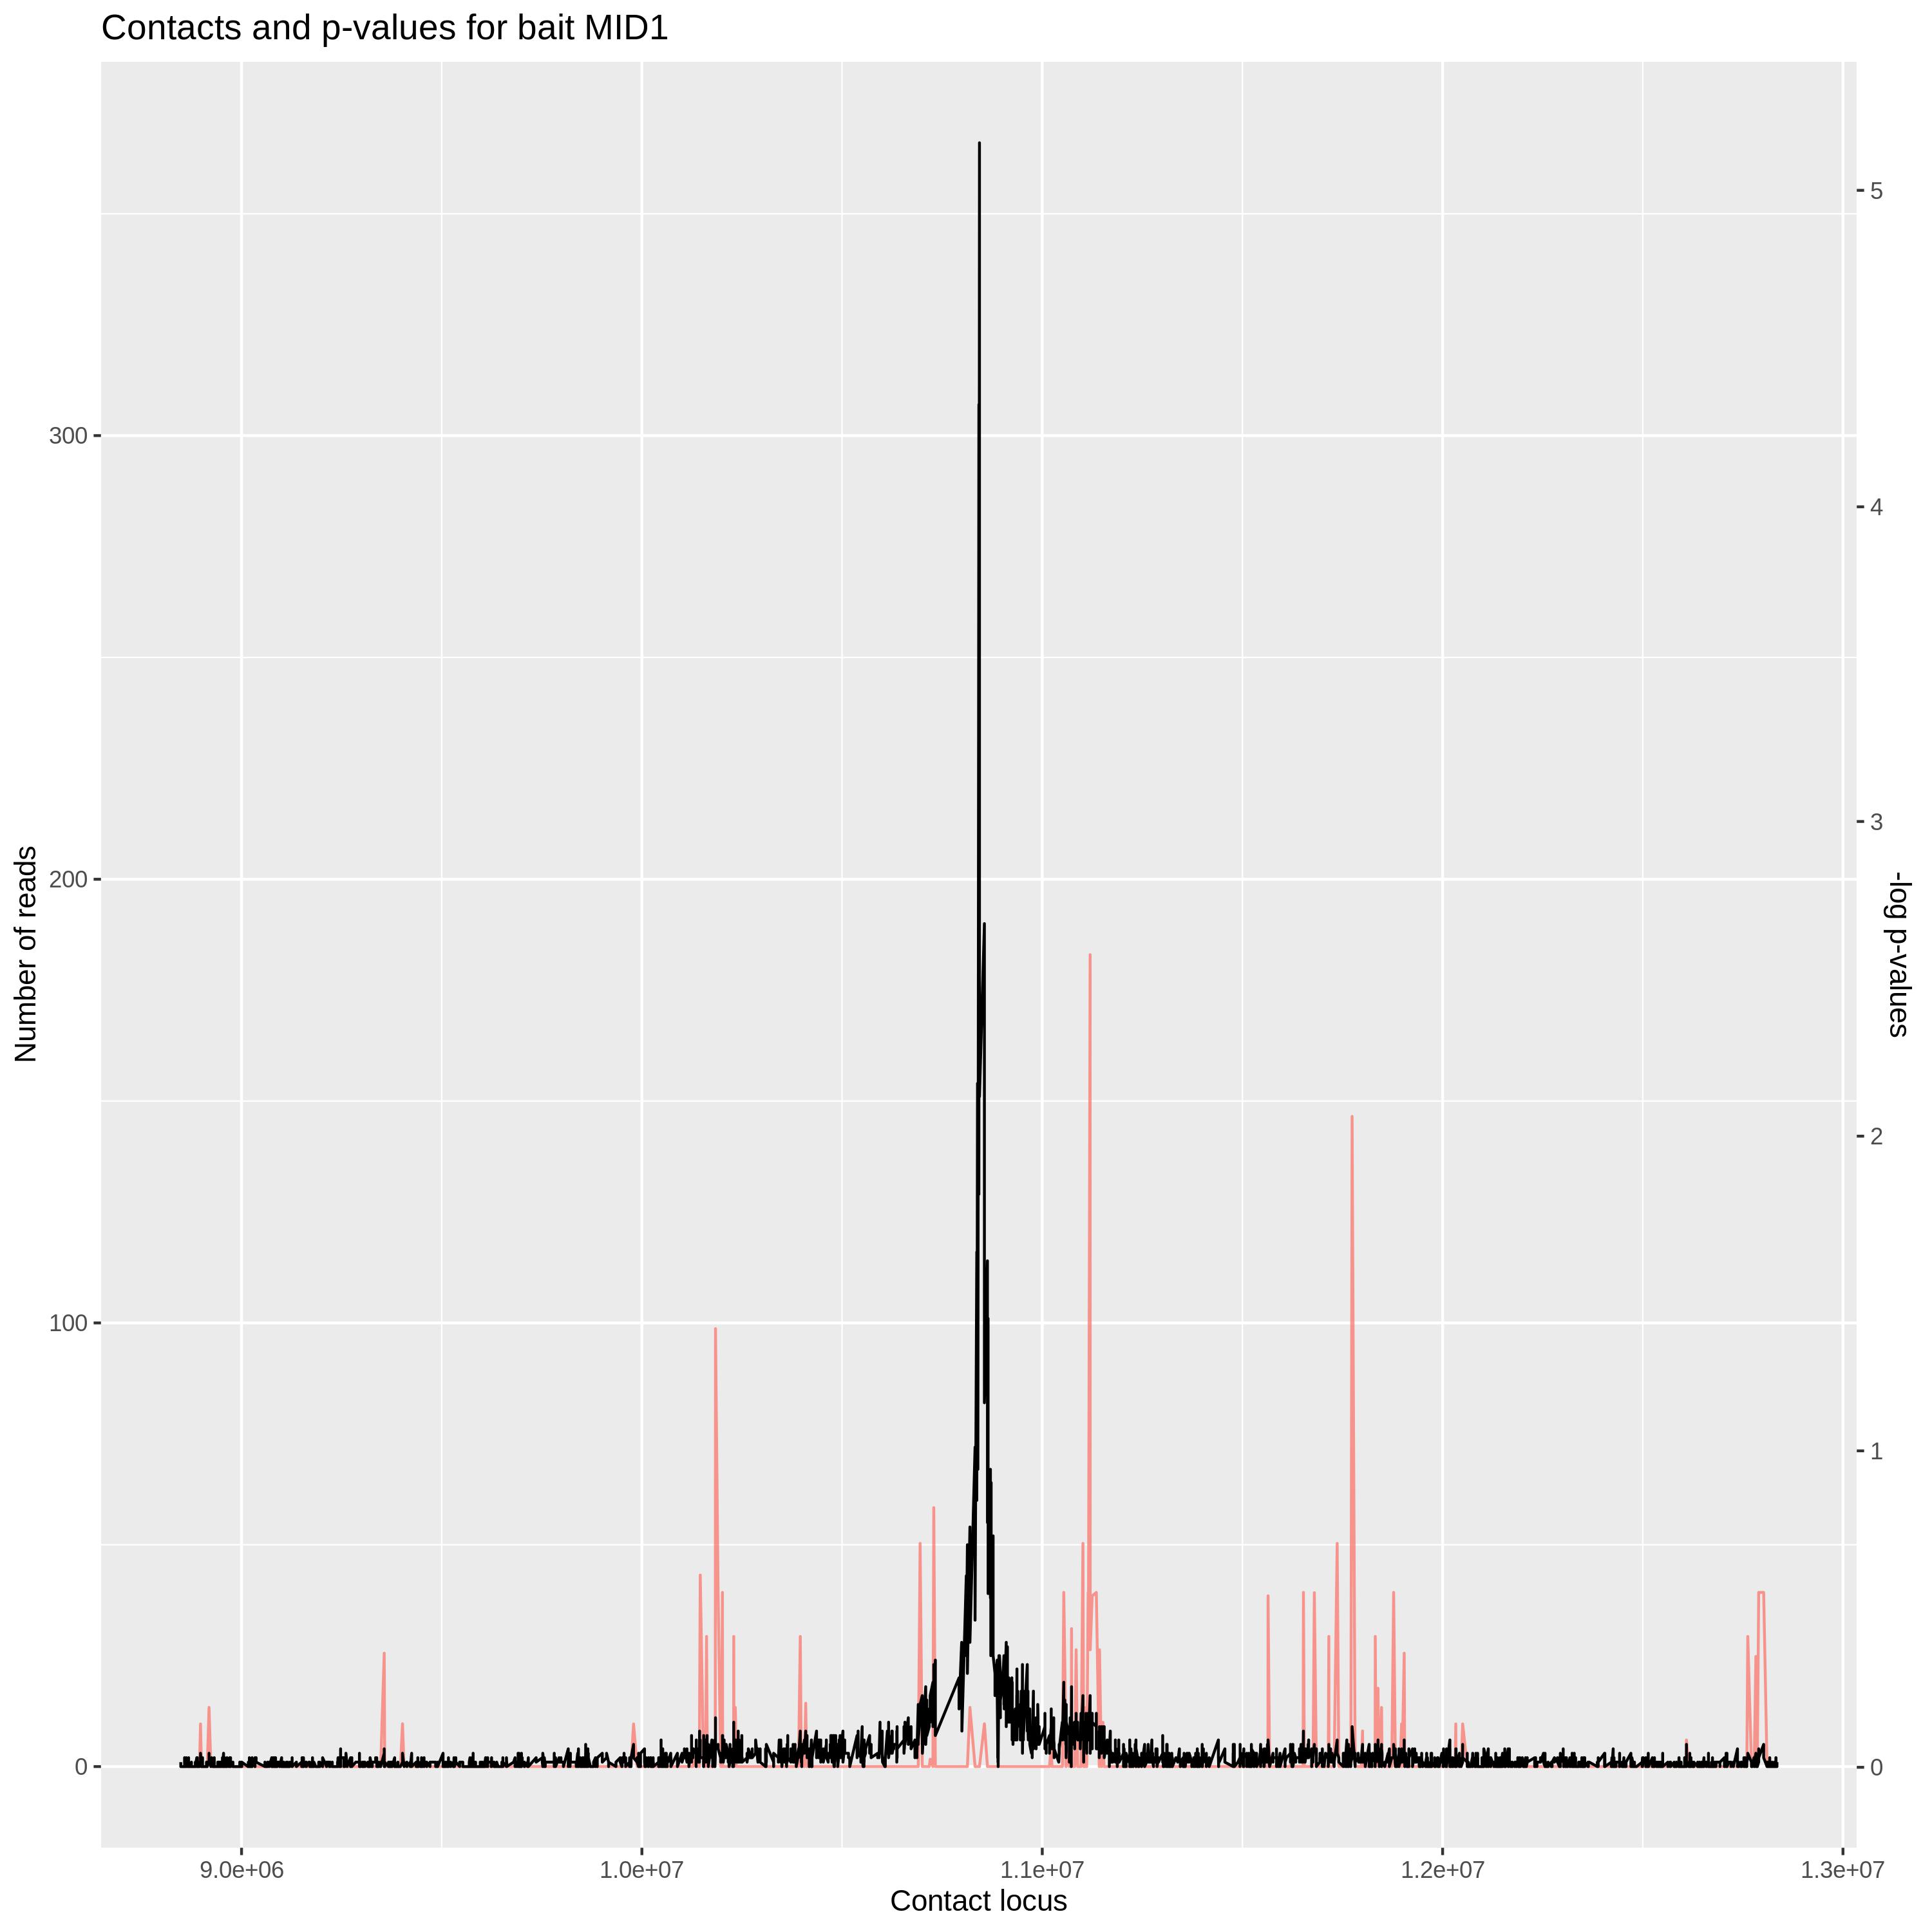 Contacts and p-values for bait MID1
Number of reads
300
200
100
0
5
4
3
2
1
0
-log p-values
9.0e+06
1.0e+07
1.1e+07
1.2e+07
1.3e+07
Contact locus